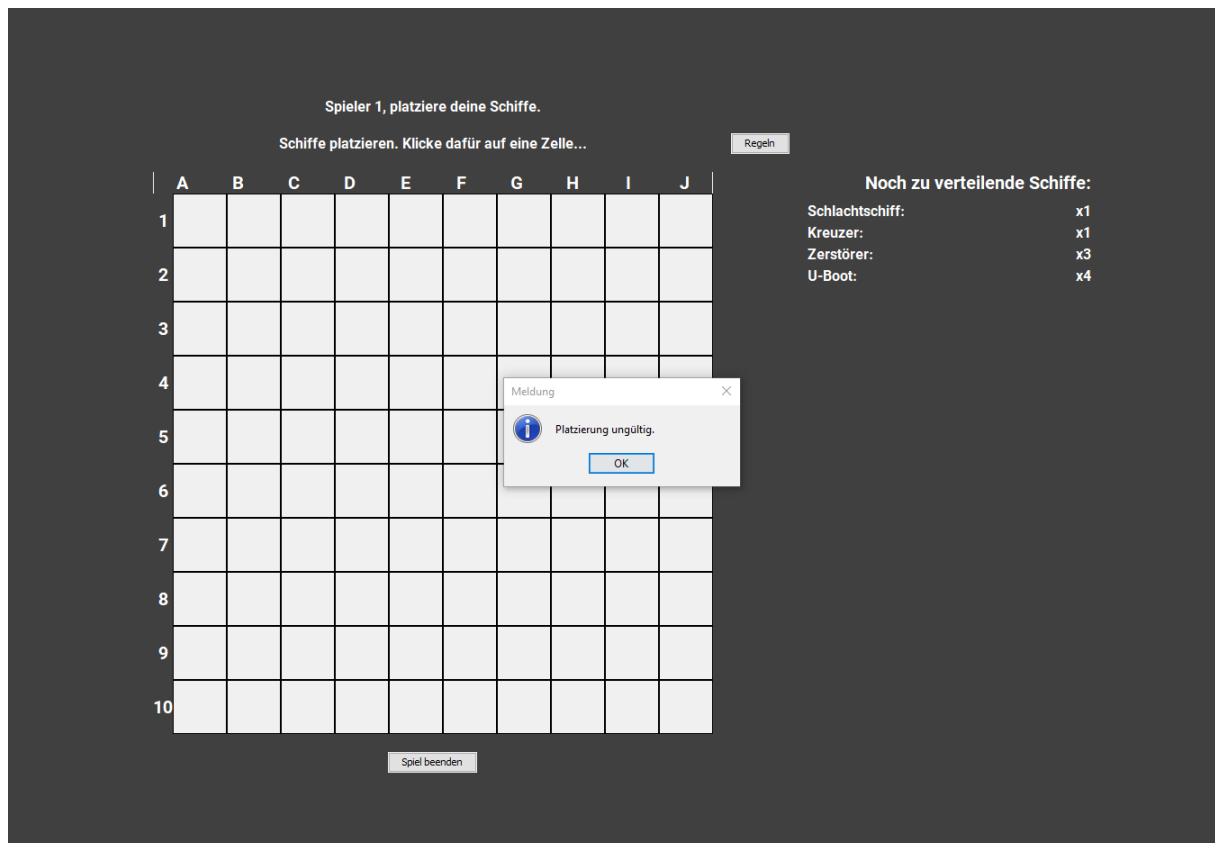 Spieler 1, platziere deine Schiffe.
Schiffe platzieren. Klicke dafür auf eine Zelle...
Regeln
A B C D E F G H I J
Noch zu verteilende Schiffe:
Schlachtschiff: x1
Kreuzer: x1
Zerstörer: x3
U-Boot: x4
1
2
3
4
5
6
7
8
9
10
Meldung
Platzierung ungültig.
OK
Spiel beenden